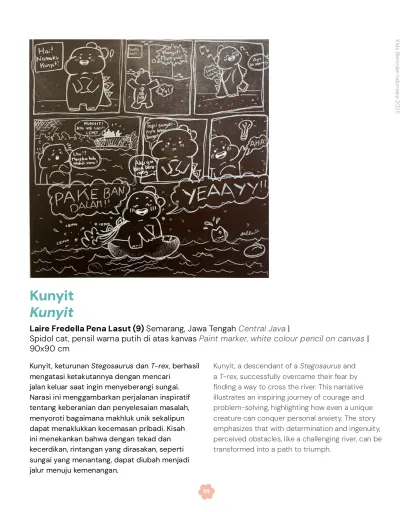 Kids Biennale Indonesia 2025
Hai!
Namaku
Kunyit!
AHA!
PAKE BAN
DALAM!!
YEAAYY!!
Kunyit
Kunyit
Laire Fredella Pena Lasut (9) Semarang, Jawa Tengah Central Java |
Spidol cat, pensil warna putih di atas kanvas Paint marker, white colour pencil on canvas |
90x90 cm
Kunyit, keturunan Stegosaurus dan T-rex, berhasil
mengatasi ketakutannya dengan mencari
jalan keluar saat ingin menyeberangi sungai.
Narasi ini menggambarkan perjalanan inspiratif
tentang keberanian dan penyelesaian masalah,
menyoroti bagaimana makhluk unik sekalipun
dapat menaklukkan kecemasan pribadi. Kisah
ini menekankan bahwa dengan tekad dan
kecerdikan, rintangan yang dirasakan, seperti
sungai yang menantang, dapat diubah menjadi
jalur menuju kemenangan.
Kunyit, a descendant of a Stegosaurus and
a T-rex, successfully overcame their fear by
finding a way to cross the river. This narrative
illustrates an inspiring journey of courage and
problem-solving, highlighting how even a unique
creature can conquer personal anxiety. The story
emphasizes that with determination and ingenuity,
perceived obstacles, like a challenging river, can be
transformed into a path to triumph.